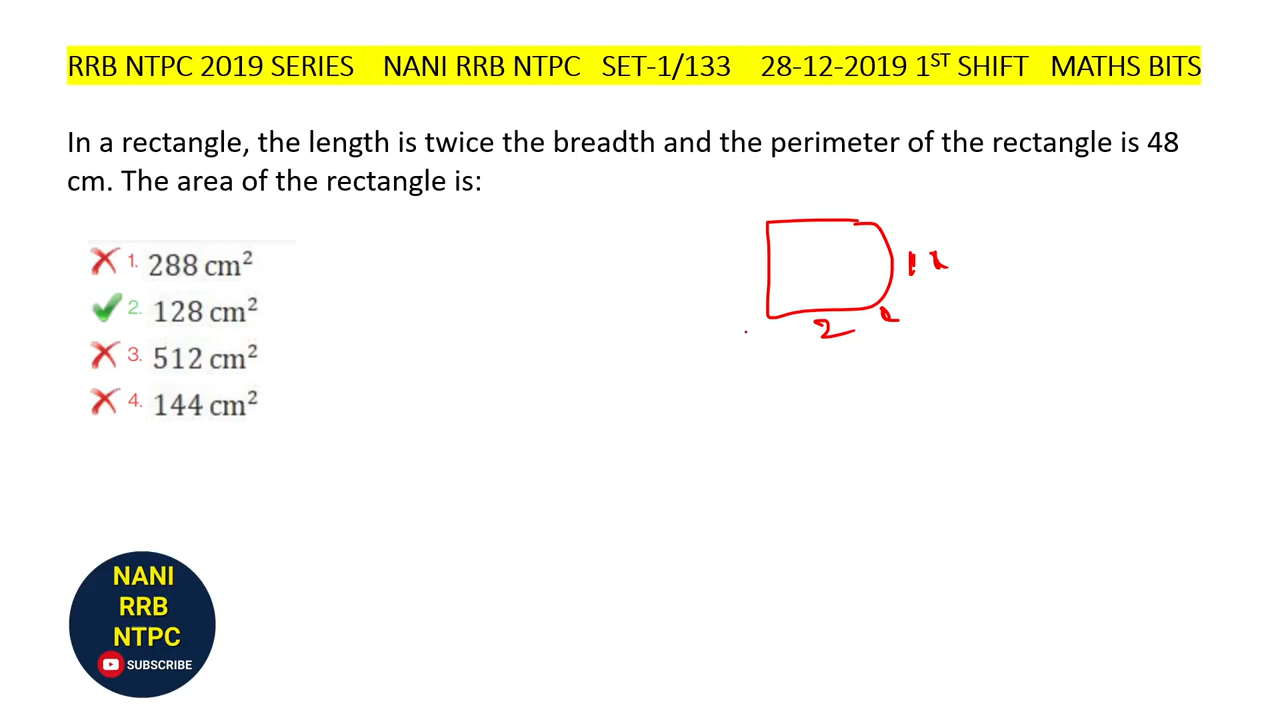 RRB NTPC 2019 SERIES NANI RRB NTPC SET-1/133 28-12-2019 1ST SHIFT MATHS BITS
In a rectangle, the length is twice the breadth and the perimeter of the rectangle is 48
cm. The area of the rectangle is:
1. 288 cm²
2. 128 cm²
3. 512 cm²
4. 144 cm²
2
NANI
RRB
NTPC
SUBSCRIBE